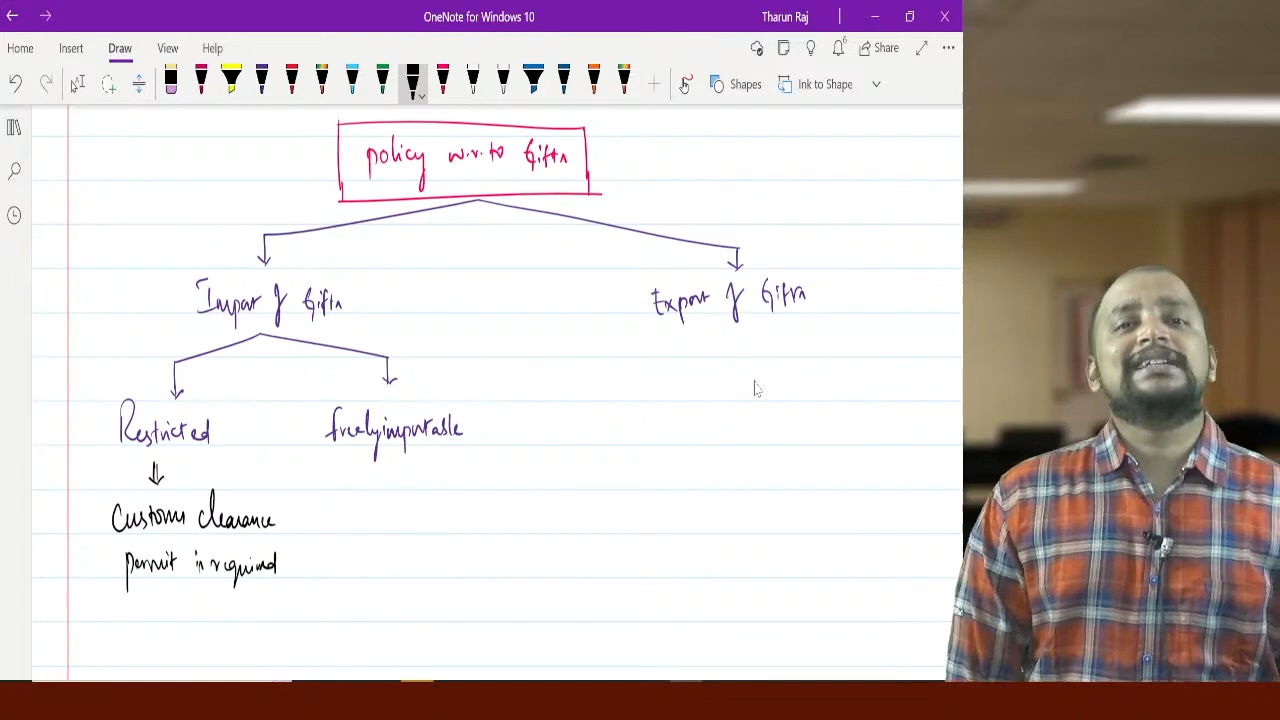 OneNote for Windows 10
Tharun Raj
Home Insert Draw View Help
6
Share
Shapes
Ink to Shape
policy w.r.to Gifts
Import of Gifts
Export of Gifts
Restricted
freely importable
Customs clearance
permit is required